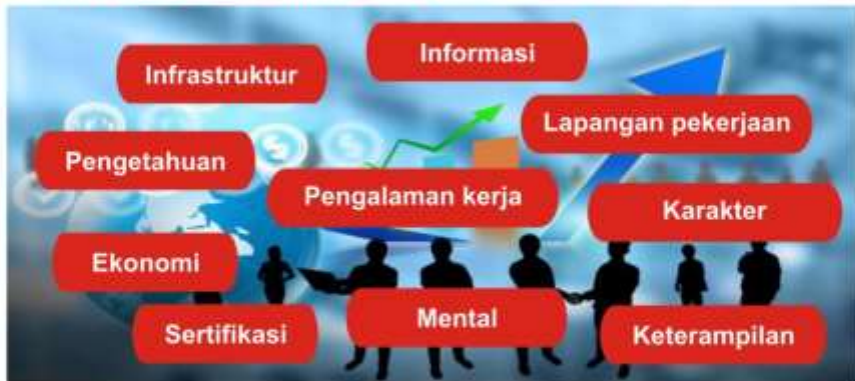 Informasi
Infrastruktur
Lapangan pekerjaan
Pengetahuan
Pengalaman kerja
Karakter
Ekonomi
Mental
Sertifikasi
Keterampilan